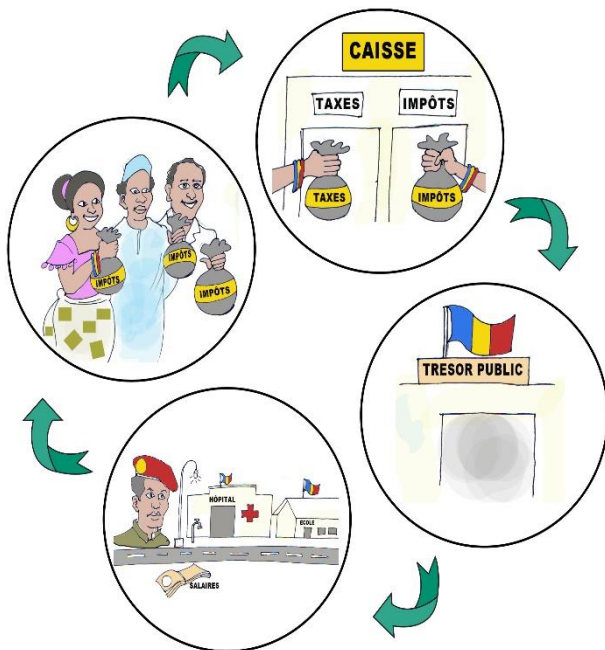 CAISSE
TAXES
IMPÔTS
TAXES
IMPÔTS
IMPÔTS
IMPÔTS
IMPÔTS
TRESOR PUBLIC
HÔPITAL
ECOLE
SALAIRES